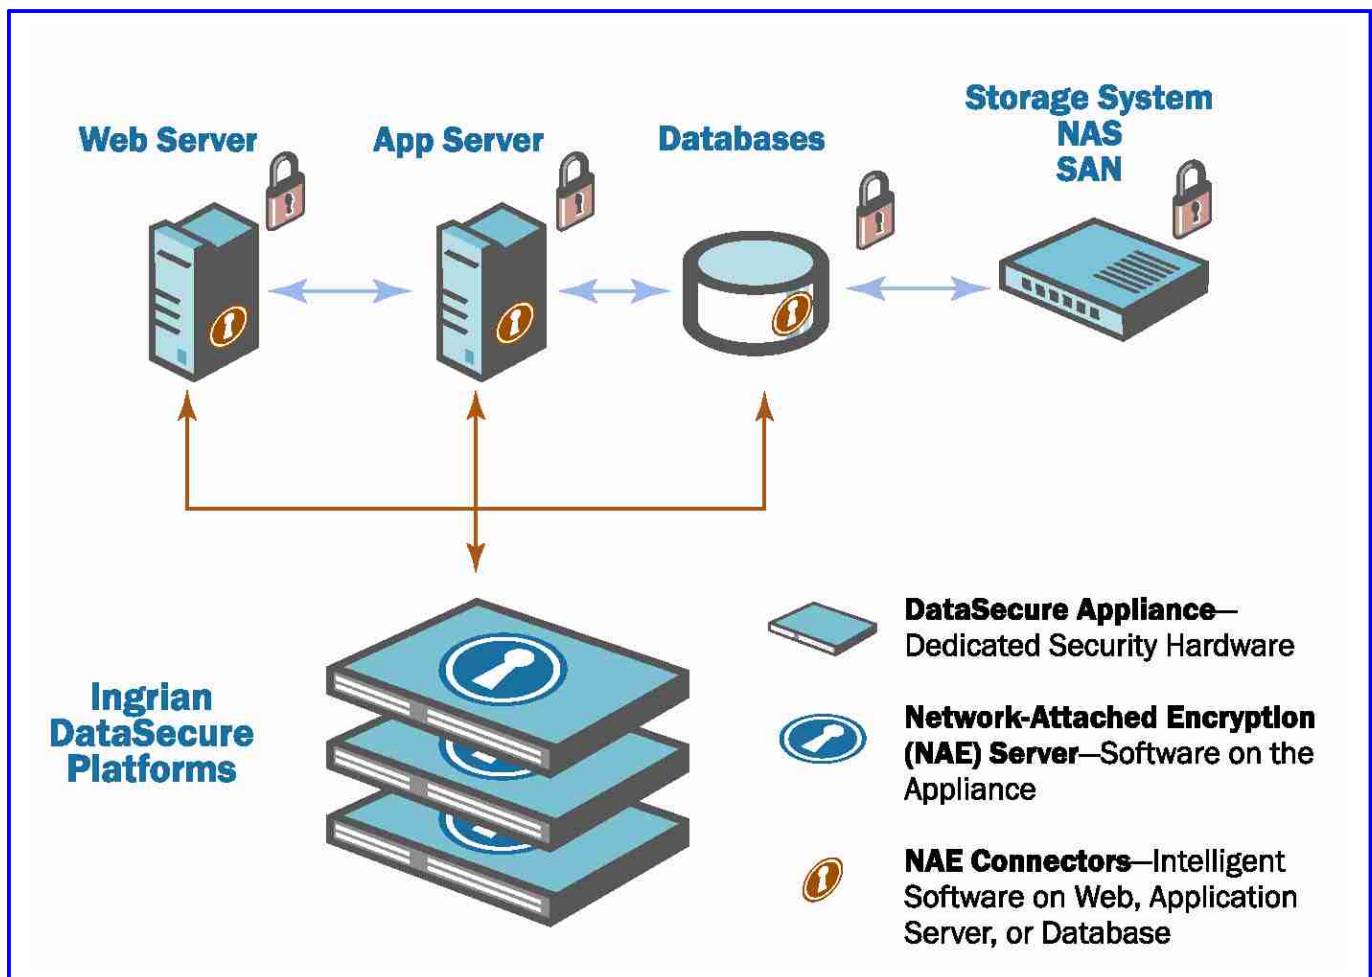 Web Server
App Server
Databases
Storage System
NAS
SAN
Ingrian
DataSecure
Platforms
DataSecure Appliance—
Dedicated Security Hardware
Network-Attached Encryption
(NAE) Server—Software on the
Appliance
NAE Connectors—Intelligent
Software on Web, Application
Server, or Database